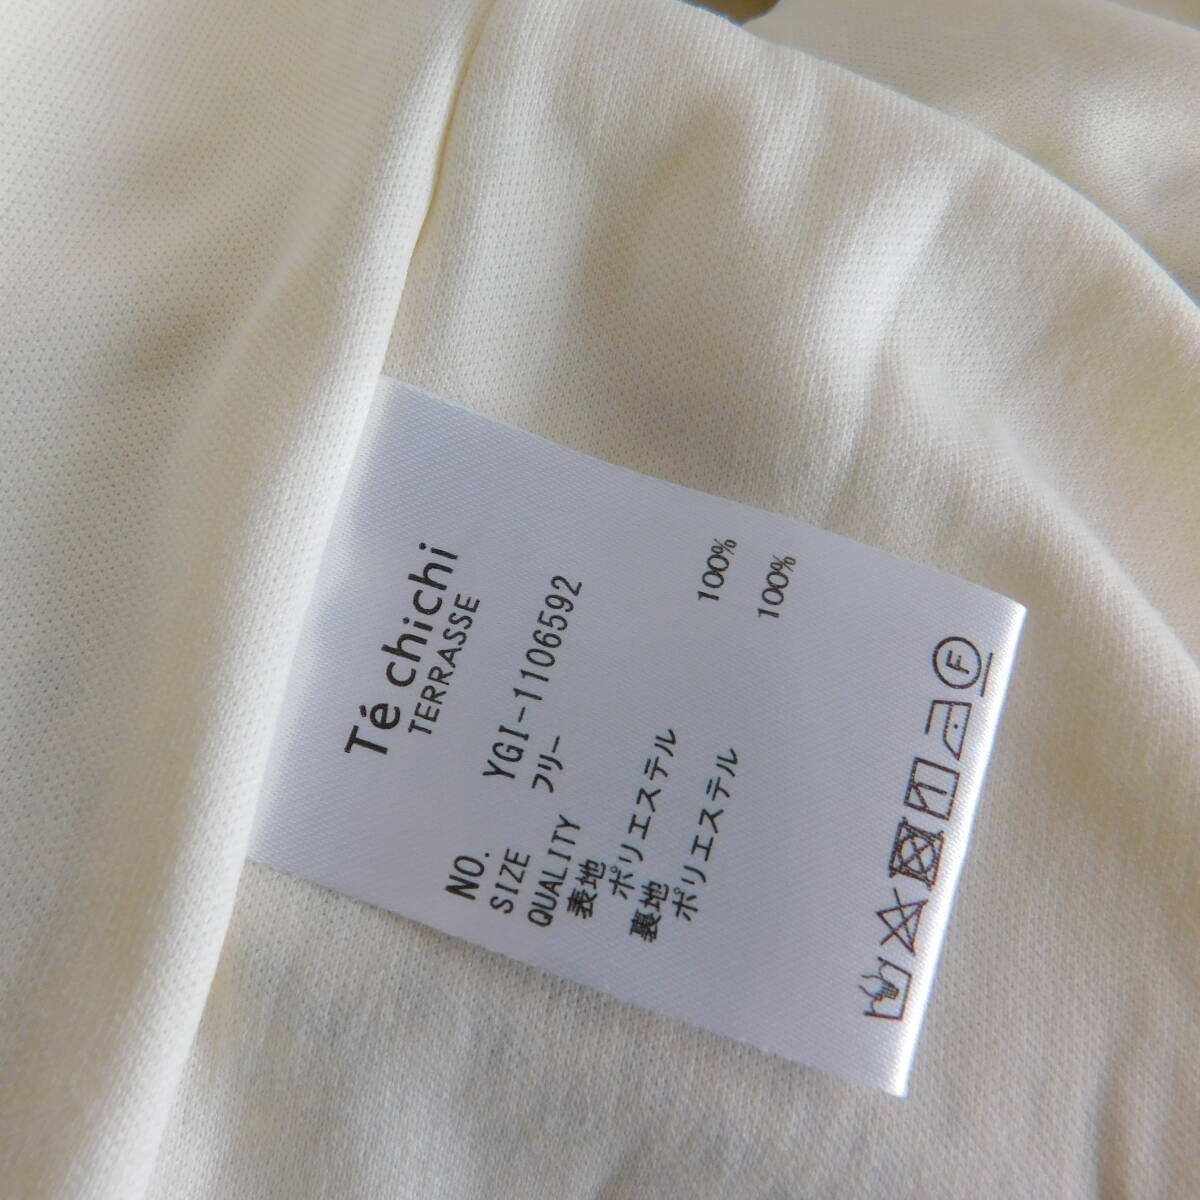 Té chichi
TERRASSE
NO. YGI-1106592
SIZE フリー
QUALITY
表地
ポリエステル 100%
裏地
ポリエステル 100%
F